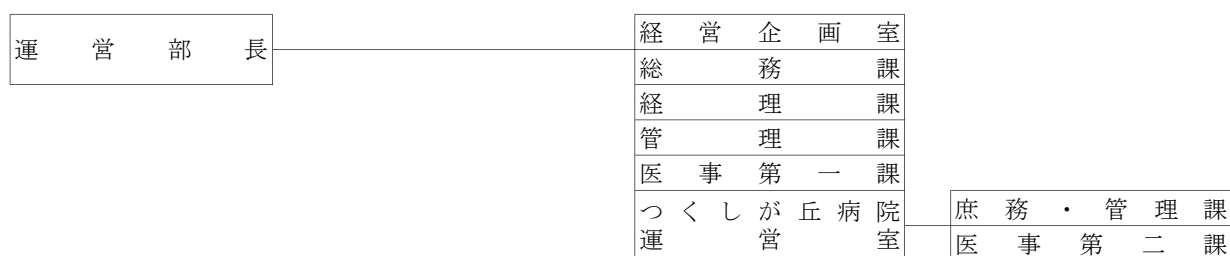 運営部長
経営企画室
総務課
経理課
管理課
医事第一課
つくしが丘病院
運営室
庶務・管理課
医事第二課